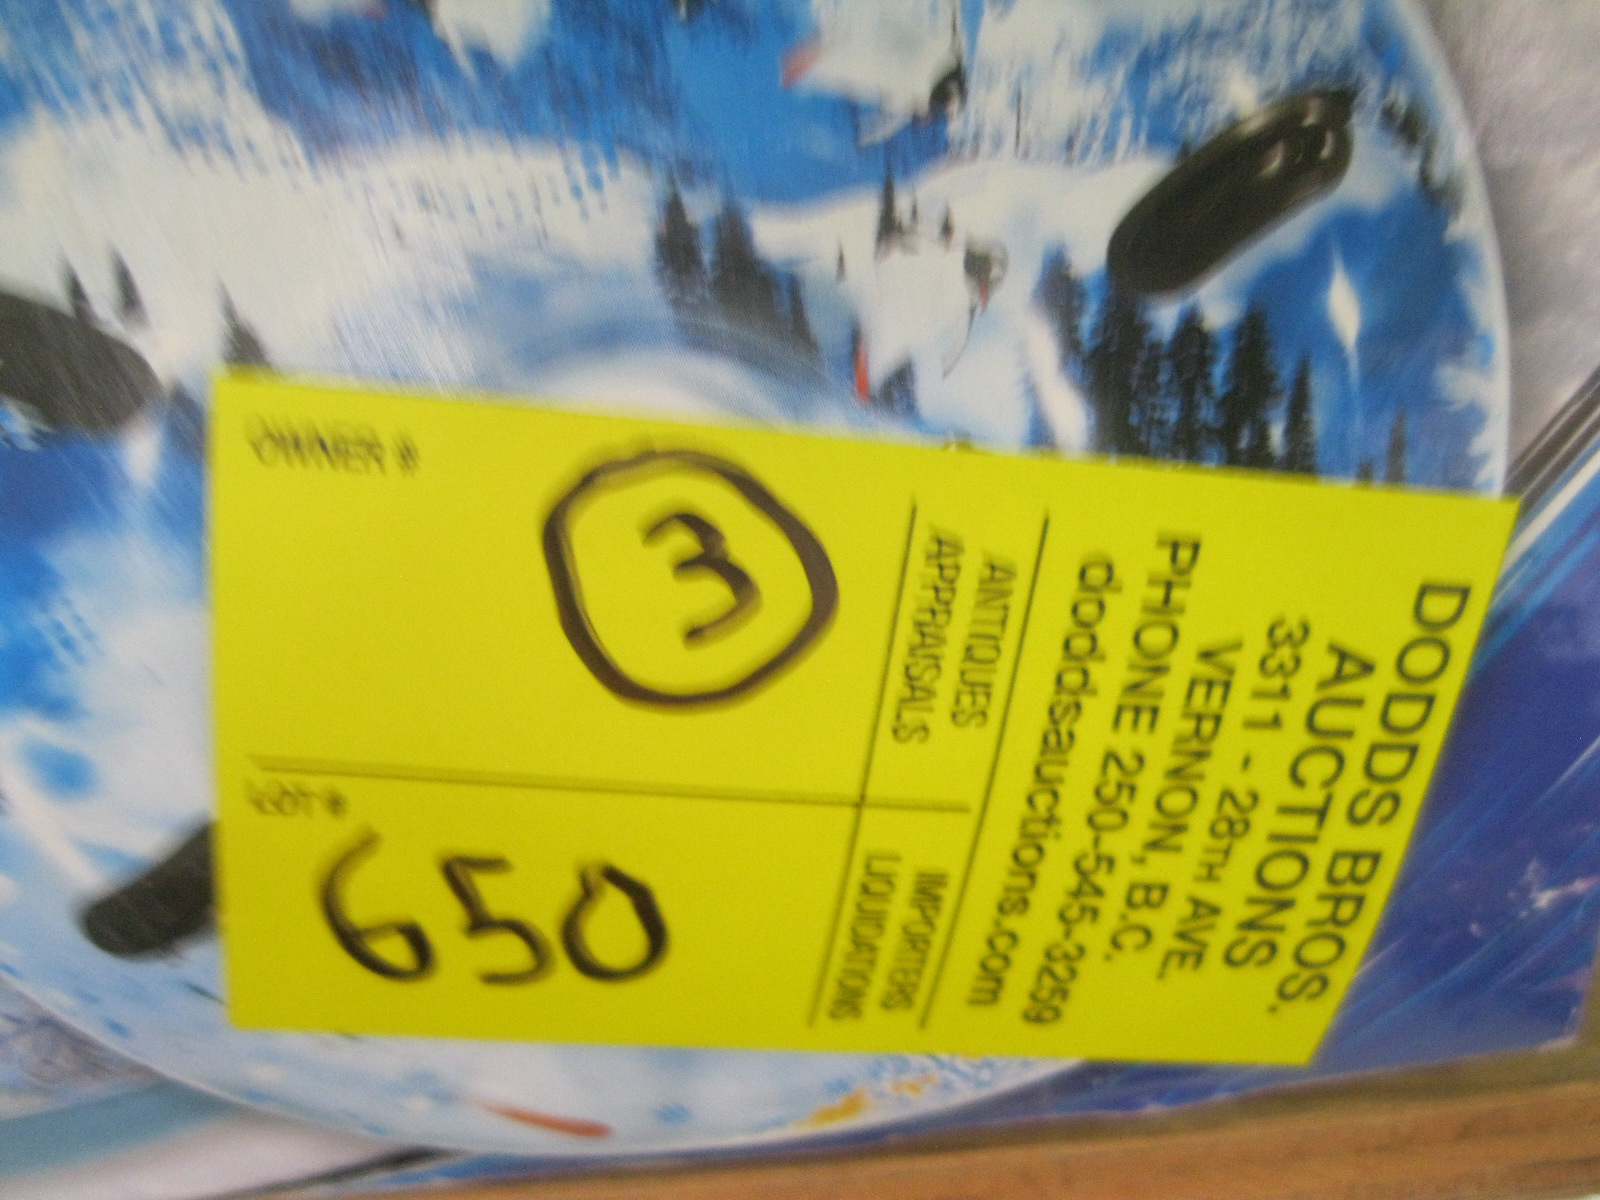 DODDS BROS.
AUCTIONS
3311 - 28TH AVE.
VERNON, B.C.
PHONE 250-545-3259
doddsauctions.com
ANTIQUES
APPRAISALS
IMPORTERS
LIQUIDATIONS
OWNER #
3
LOT #
650